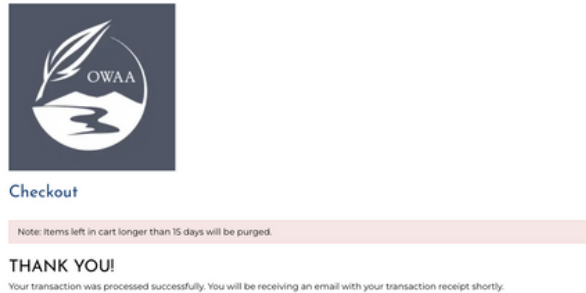 OWAA
Checkout
Note: Items left in cart longer than 15 days will be purged.
THANK YOU!
Your transaction was processed successfully. You will be receiving an email with your transaction receipt shortly.